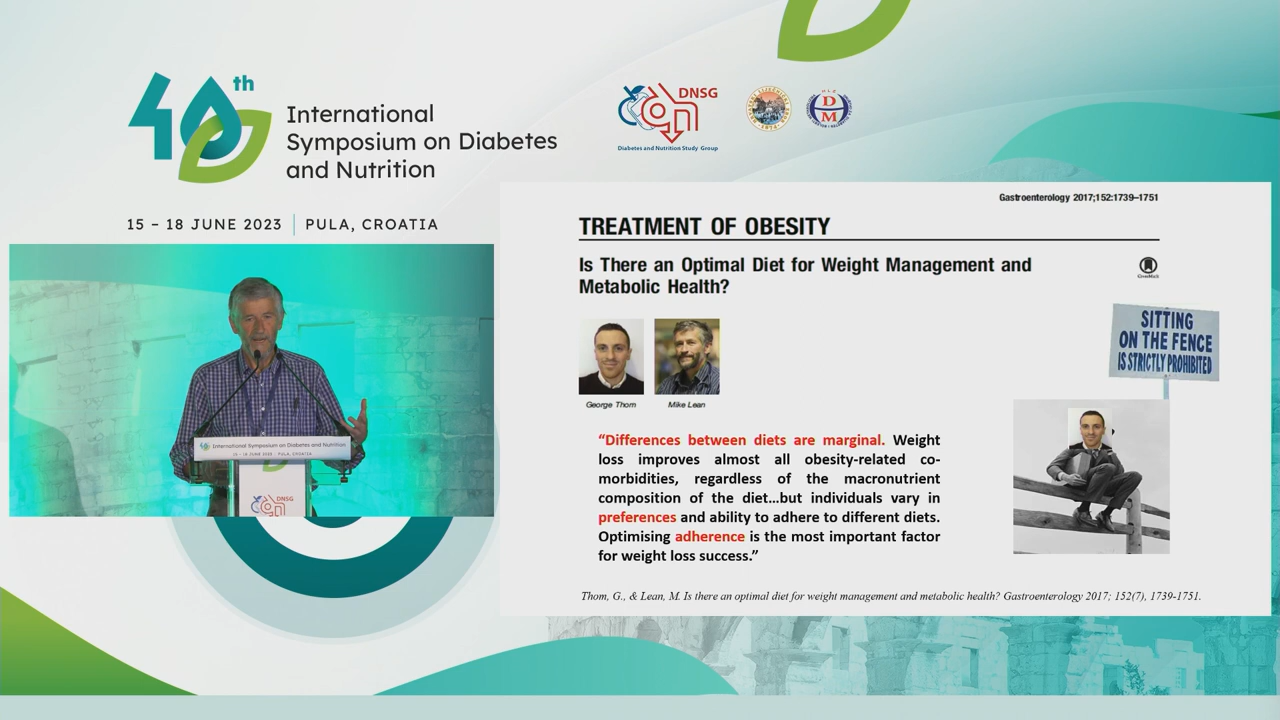 40th
International
Symposium on Diabetes
and Nutrition
15 – 18 JUNE 2023 | PULA, CROATIA
DNSG
Diabetes and Nutrition Study Group
D
M
International Symposium on Diabetes and Nutrition
15 – 18 JUNE 2023 | PULA, CROATIA
DNSG
Gastroenterology 2017;152:1739–1751
TREATMENT OF OBESITY
Is There an Optimal Diet for Weight Management and
Metabolic Health?
George Thom
Mike Lean
SITTING
ON THE FENCE
IS STRICTLY PROHIBITED
“Differences between diets are marginal. Weight
loss improves almost all obesity-related co-
morbidities, regardless of the macronutrient
composition of the diet…but individuals vary in
preferences and ability to adhere to different diets.
Optimising adherence is the most important factor
for weight loss success.”
Thom, G., & Lean, M. Is there an optimal diet for weight management and metabolic health? Gastroenterology 2017; 152(7), 1739-1751.